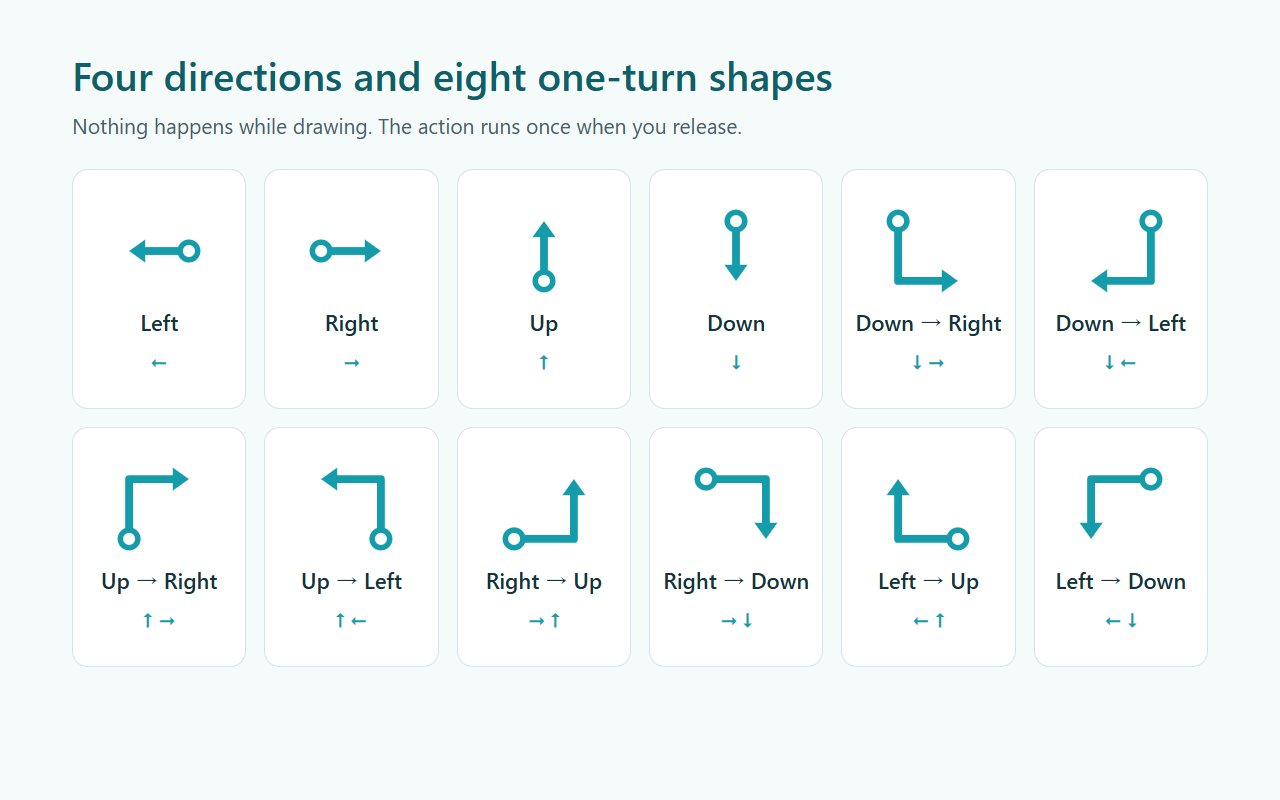 Four directions and eight one-turn shapes
Nothing happens while drawing. The action runs once when you release.
Left
←
Right
→
Up
↑
Down
↓
Down → Right
↓ →
Down → Left
↓ ←
Up → Right
↑ →
Up → Left
↑ ←
Right → Up
→ ↑
Right → Down
→ ↓
Left → Up
← ↑
Left → Down
← ↓